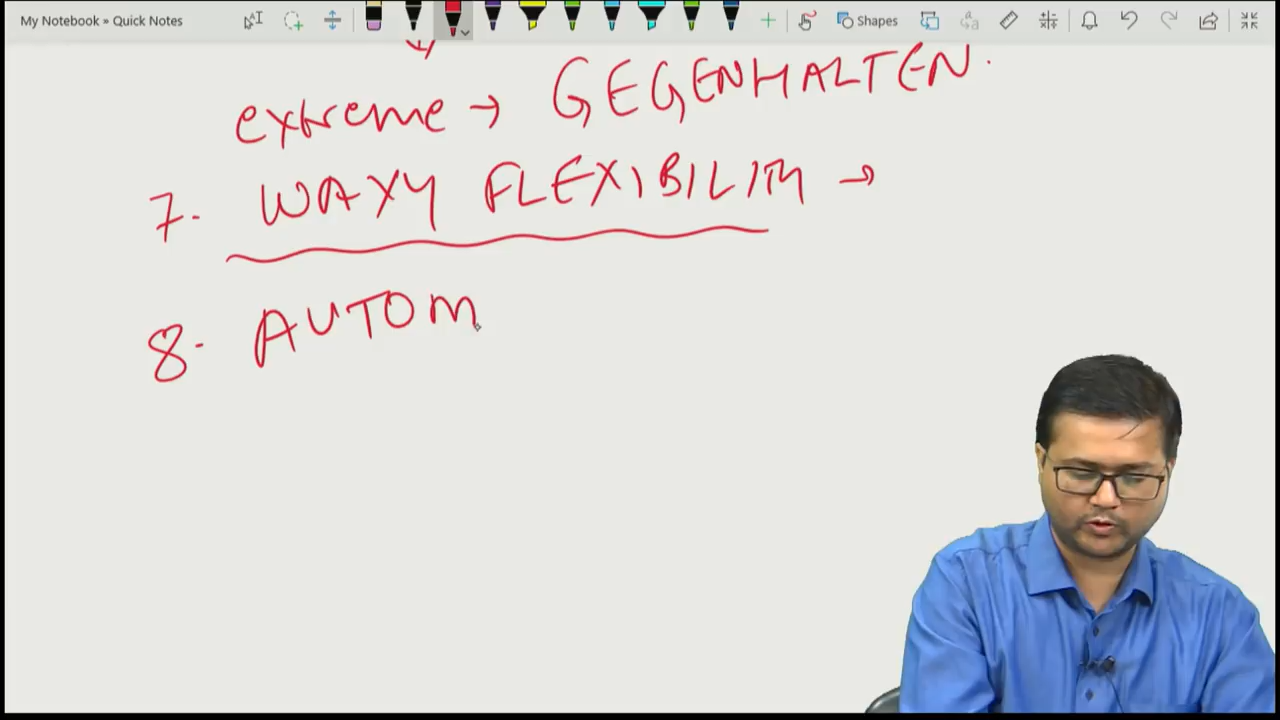 My Notebook » Quick Notes
Shapes
extreme → GEGENHALTEN.
7. WAXY FLEXIBILITY →
8. AUTOM